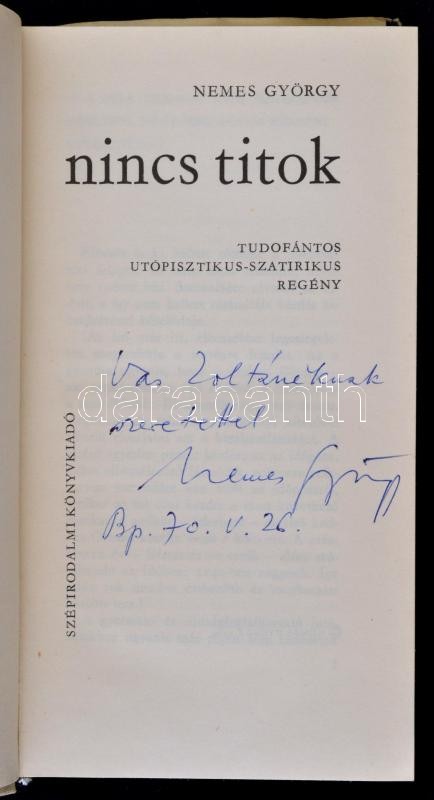 NEMES GYÖRGY
nincs titok
TUDOFÁNTOS
UTÓPISZTIKUS-SZATIRIKUS
REGÉNY
Vas Zoltánéknak
szeretettel
Nemes György
Bp. 70. V. 26.
SZÉPIRODALMI KÖNYVKIADÓ
darabanth